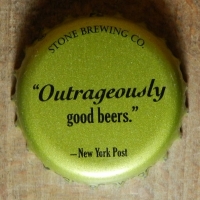 STONE BREWING CO.
“Outrageously
good beers.”
—New York Post